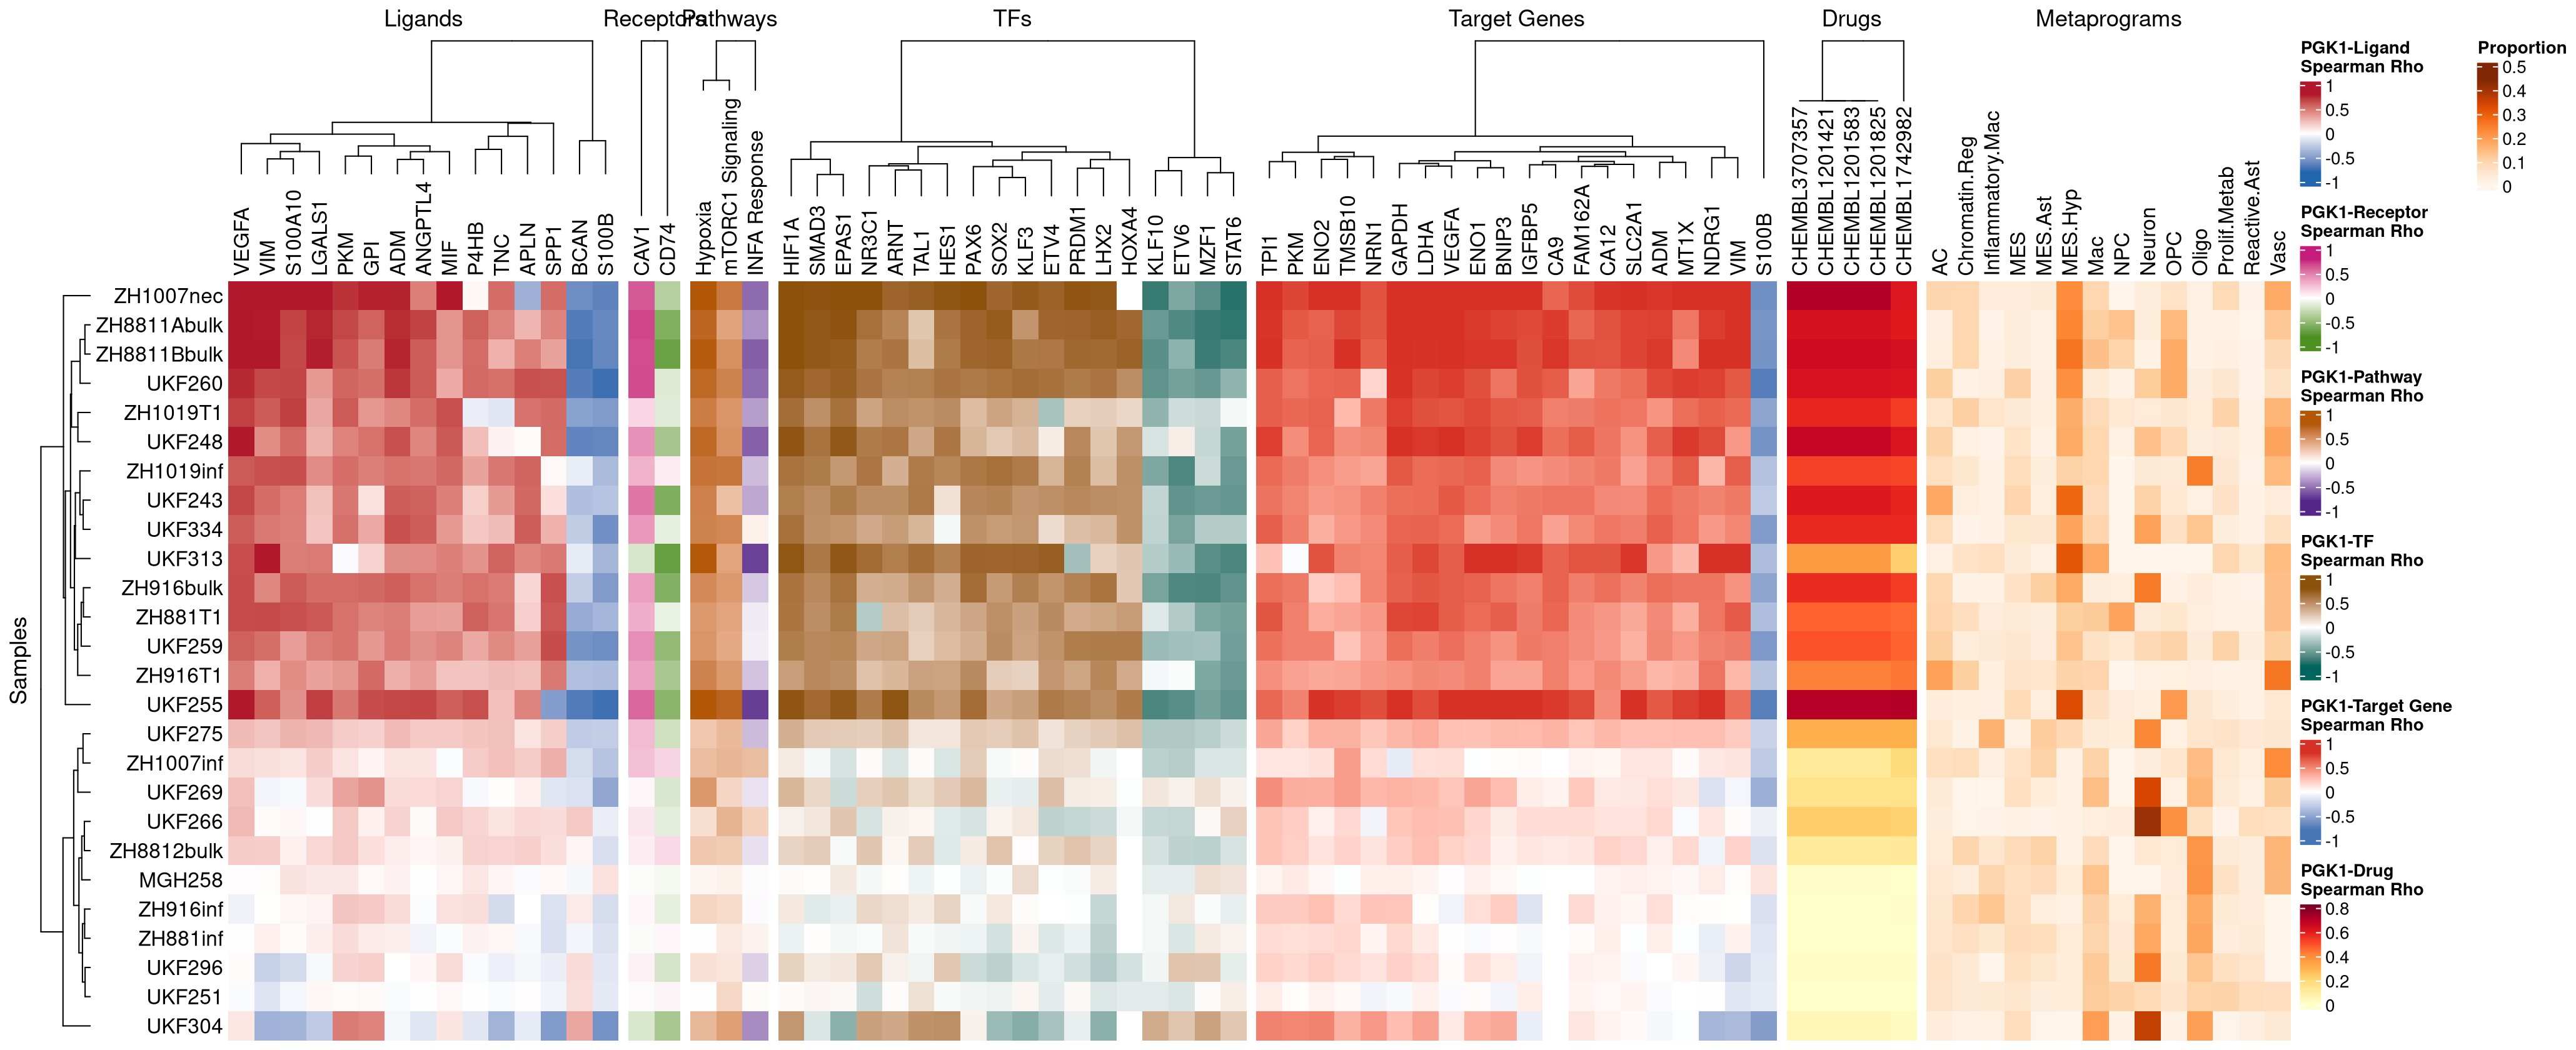 Ligands
Receptors
Pathways
TFs
Target Genes
Drugs
Metaprograms
VEGFA
VIM
S100A10
LGALS1
PKM
GPI
ADM
ANGPTL4
MIF
P4HB
TNC
APLN
SPP1
BCAN
S100B
CAV1
CD74
Hypoxia
mTORC1 Signaling
INFA Response
HIF1A
SMAD3
EPAS1
NR3C1
ARNT
TAL1
HES1
PAX6
SOX2
KLF3
ETV4
PRDM1
LHX2
HOXA4
KLF10
ETV6
MZF1
STAT6
TPI1
PKM
ENO2
TMSB10
NRN1
GAPDH
LDHA
VEGFA
ENO1
BNIP3
IGFBP5
CA9
FAM162A
CA12
SLC2A1
ADM
MT1X
NDRG1
VIM
S100B
CHEMBL3707357
CHEMBL1201421
CHEMBL1201583
CHEMBL1201825
CHEMBL1742982
AC
Chromatin.Reg
Inflammatory.Mac
MES
MES.Ast
MES.Hyp
Mac
NPC
Neuron
OPC
Oligo
Prolif.Metab
Reactive.Ast
Vasc
Samples
ZH1007nec
ZH8811Abulk
ZH8811Bbulk
UKF260
ZH1019T1
UKF248
ZH1019inf
UKF243
UKF334
UKF313
ZH916bulk
ZH881T1
UKF259
ZH916T1
UKF255
UKF275
ZH1007inf
UKF269
UKF266
ZH8812bulk
MGH258
ZH916inf
ZH881inf
UKF296
UKF251
UKF304
PGK1-Ligand
Spearman Rho
1
0.5
0
-0.5
-1
PGK1-Receptor
Spearman Rho
1
0.5
0
-0.5
-1
PGK1-Pathway
Spearman Rho
1
0.5
0
-0.5
-1
PGK1-TF
Spearman Rho
1
0.5
0
-0.5
-1
PGK1-Target Gene
Spearman Rho
1
0.5
0
-0.5
-1
PGK1-Drug
Spearman Rho
0.8
0.6
0.4
0.2
0
Proportion
0.5
0.4
0.3
0.2
0.1
0